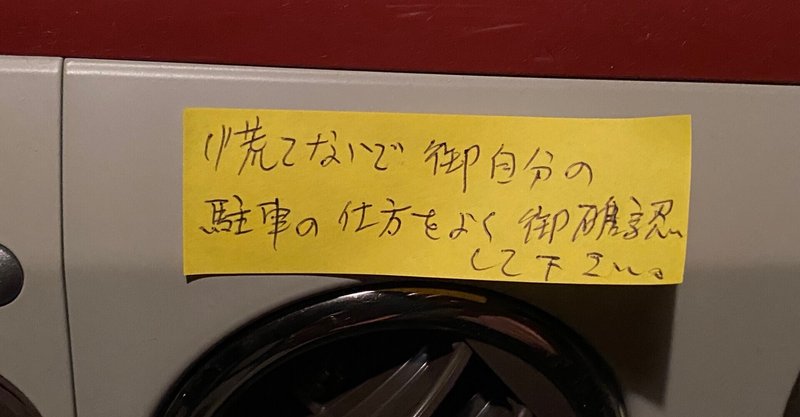 慌てないで 御自分の
駐車の仕方をよく御確認
して下さい。